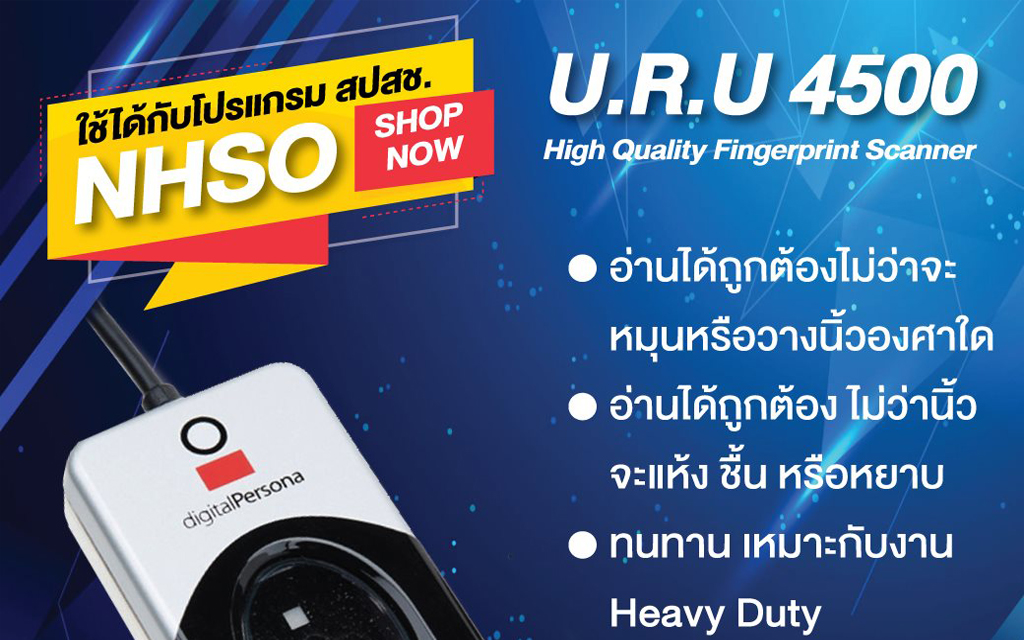 ใช้ได้กับโปรแกรม สปสช.
NHSO
SHOP
NOW
U.R.U 4500
High Quality Fingerprint Scanner
● อ่านได้ถูกต้องไม่ว่าจะ
หมุนหรือวางนิ้วองศาใด
● อ่านได้ถูกต้อง ไม่ว่านิ้ว
จะแห้ง ชื้น หรือหยาบ
● ทนทาน เหมาะกับงาน
Heavy Duty
digitalPersona